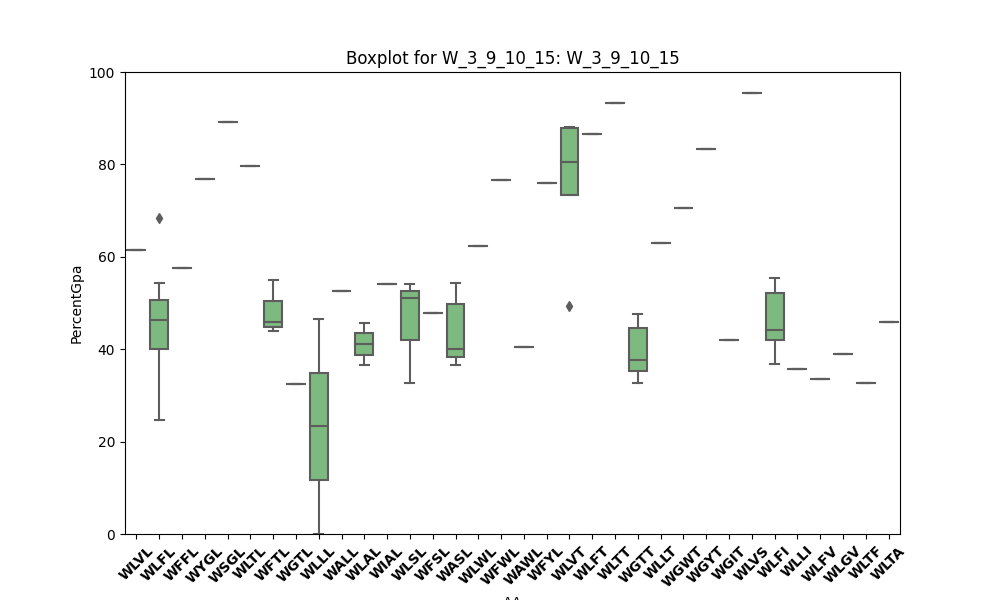 Boxplot for W_3_9_10_15: W_3_9_10_15
100
80
60
40
20
0
PercentGpa
WLVL WLFL WFFL WYGL WSGL WLTL WFTL WGTL WLLL WALL WLAL WIAL WLSL WFSL WASL WLWL WFWL WAWL WFYL WLVT WLFT WLTT WGTT WLLT WGWT WGYT WGIT WLVS WLFI WLLI WLFV WLGV WLTF WLTA